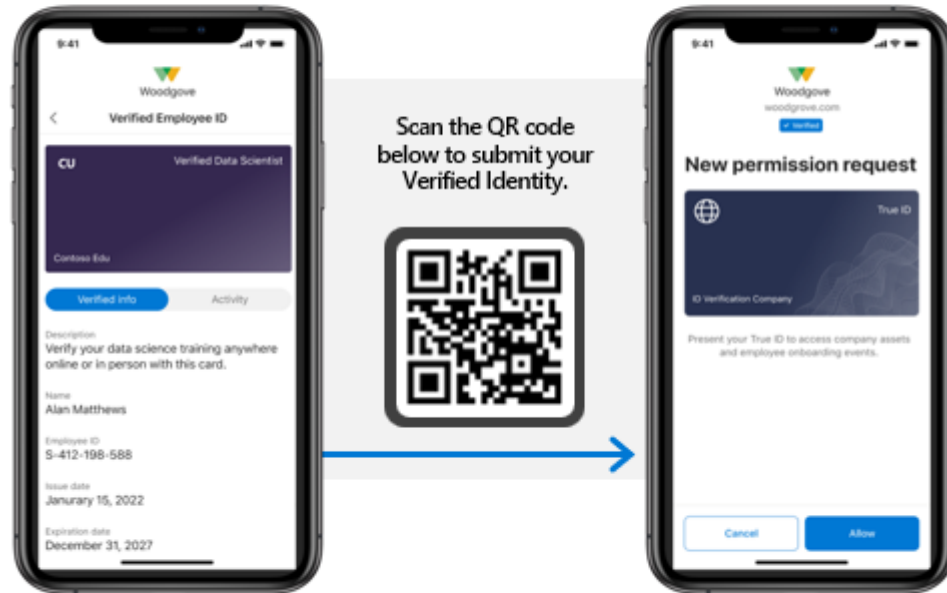 9:41
Woodgove
Verified Employee ID
CU
Verified Data Scientist
Contoso Edu
Verified info
Activity
Description
Verify your data science training anywhere
online or in person with this card.
Name
Alan Matthews
Employee ID
S-412-198-588
Issue date
Janurary 15, 2022
Expiration date
December 31, 2027
Scan the QR code
below to submit your
Verified Identity.
9:41
Woodgove
woodgrove.com
Verified
New permission request
True ID
ID Verification Company
Present your True ID to access company assets
and employee onboarding events.
Cancel
Allow